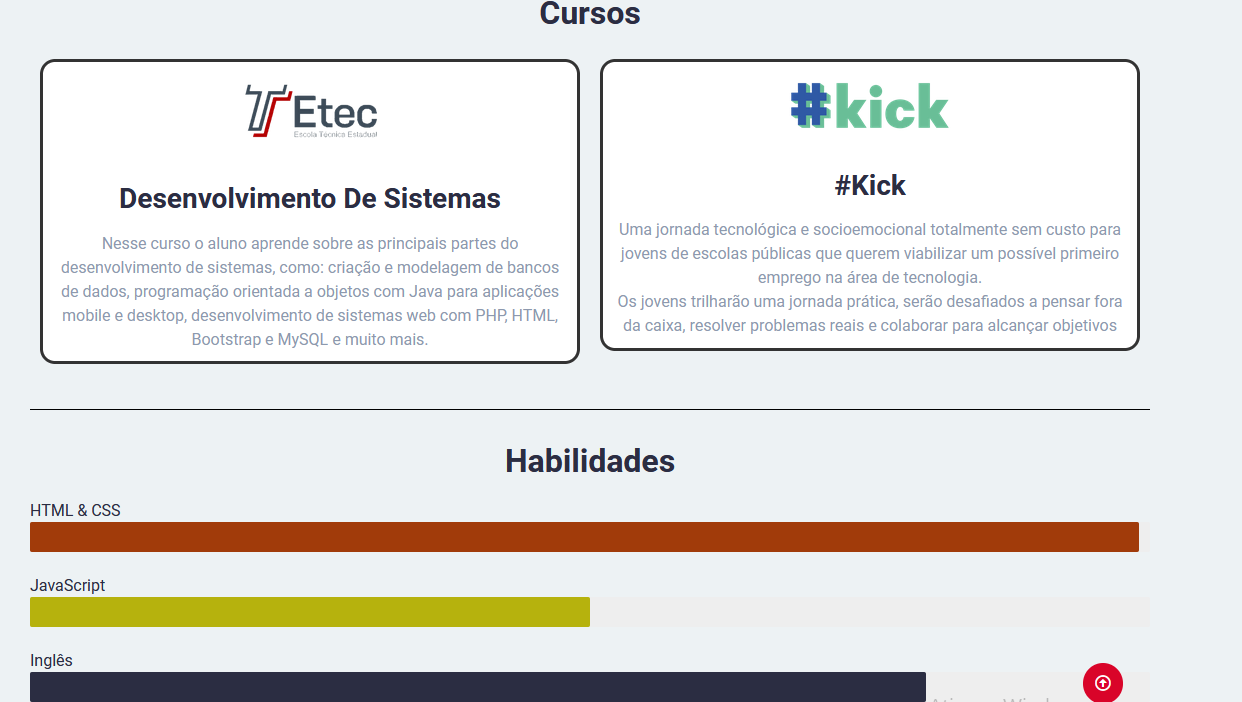 Cursos
Etec
Escola Técnica Estadual
Desenvolvimento De Sistemas
Nesse curso o aluno aprende sobre as principais partes do
desenvolvimento de sistemas, como: criação e modelagem de bancos
de dados, programação orientada a objetos com Java para aplicações
mobile e desktop, desenvolvimento de sistemas web com PHP, HTML,
Bootstrap e MySQL e muito mais.
#kick
#Kick
Uma jornada tecnológica e socioemocional totalmente sem custo para
jovens de escolas públicas que querem viabilizar um possível primeiro
emprego na área de tecnologia.
Os jovens trilharão uma jornada prática, serão desafiados a pensar fora
da caixa, resolver problemas reais e colaborar para alcançar objetivos
Habilidades
HTML & CSS
JavaScript
Inglês